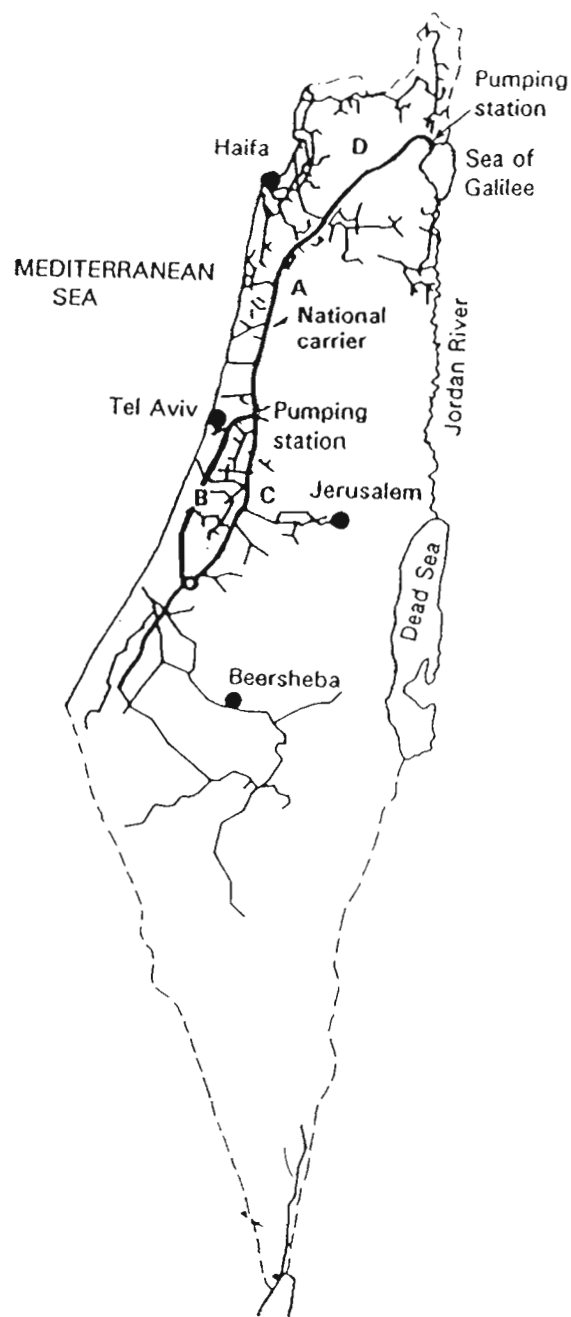 Pumping
station
D
Haifa
Sea of
Galilee
MEDITERRANEAN
SEA
A
National
carrier
Jordan River
Tel Aviv
Pumping
station
B
C
Jerusalem
Dead Sea
Beersheba